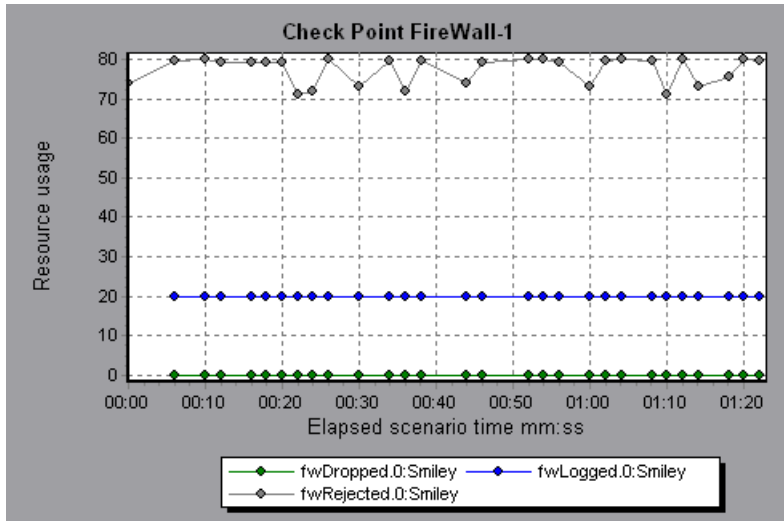 Check Point FireWall-1
Resource usage
80
70
60
50
40
30
20
10
0
00:00 00:10 00:20 00:30 00:40 00:50 01:00 01:10 01:20
Elapsed scenario time mm:ss
fwDropped.0:Smiley fwLogged.0:Smiley
fwRejected.0:Smiley